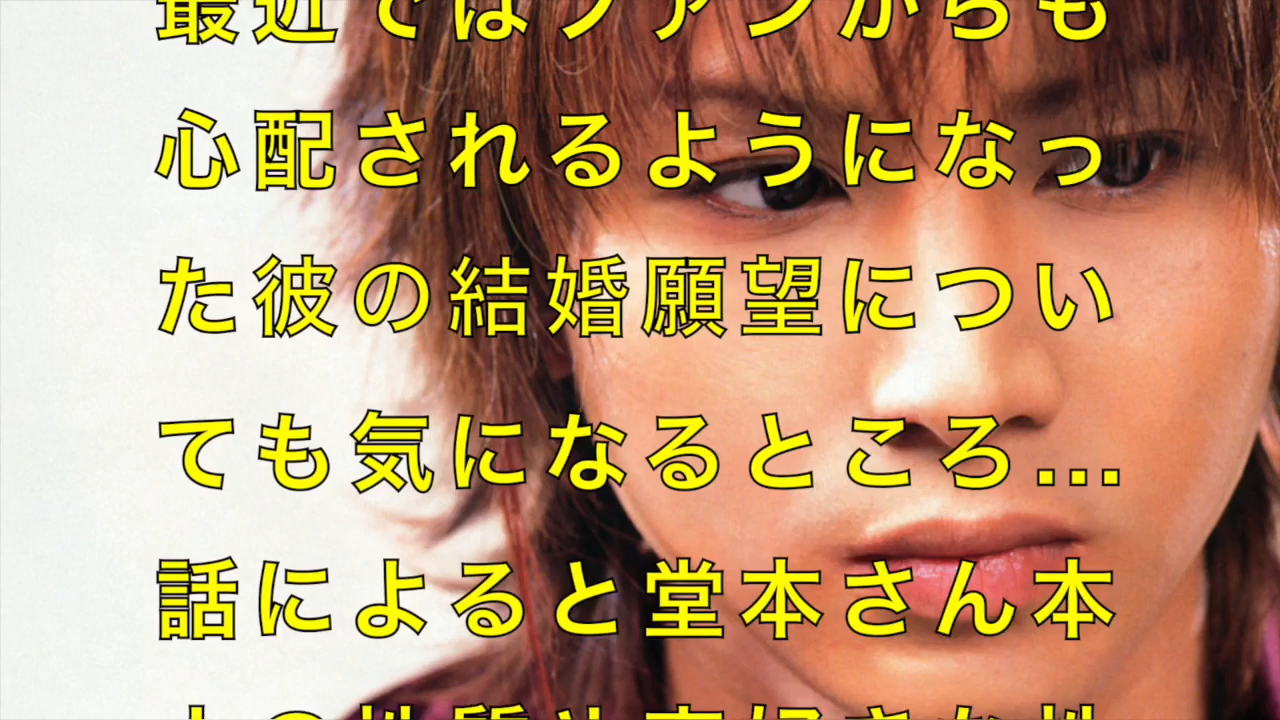 最近ではファンからも
心配されるようになっ
た彼の結婚願望につい
ても気になるところ…
話によると堂本さん本